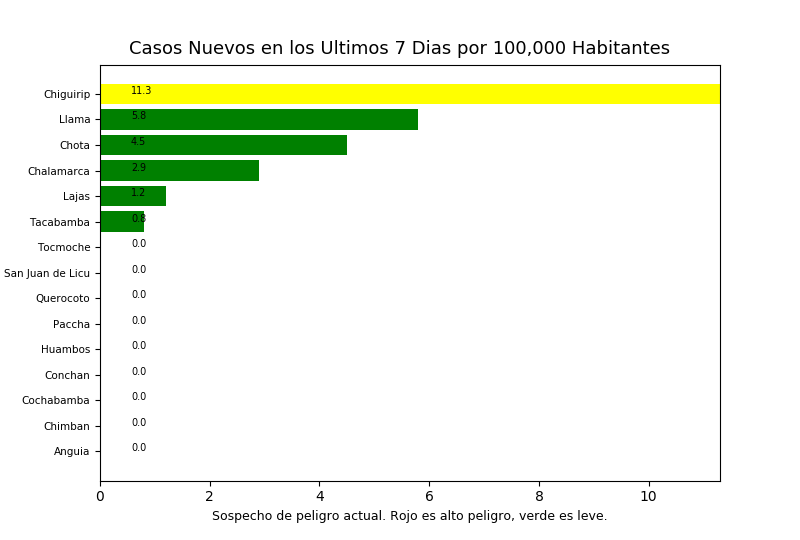 Casos Nuevos en los Ultimos 7 Dias por 100,000 Habitantes
Chiguirip 11.3
Llama 5.8
Chota 4.5
Chalamarca 2.9
Lajas 1.2
Tacabamba 0.8
Tocmoche 0.0
San Juan de Licu 0.0
Querocoto 0.0
Paccha 0.0
Huambos 0.0
Conchan 0.0
Cochabamba 0.0
Chimban 0.0
Anguia 0.0
0 2 4 6 8 10
Sospecho de peligro actual. Rojo es alto peligro, verde es leve.